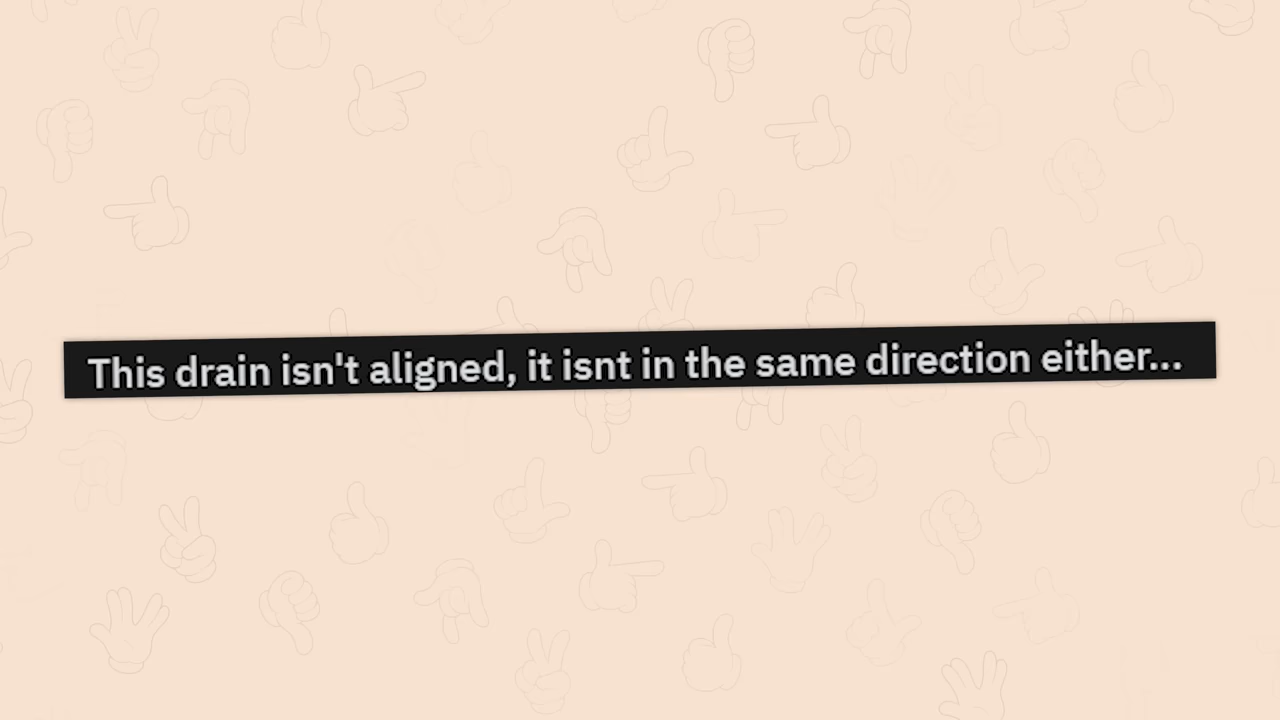 This drain isn't aligned, it isnt in the same direction either...